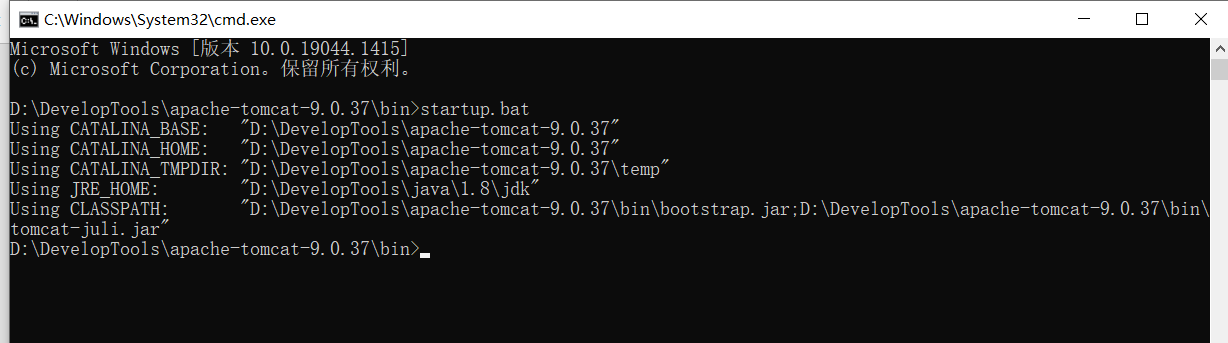 C:\Windows\System32\cmd.exe
Microsoft Windows [版本 10.0.19044.1415]
(c) Microsoft Corporation。保留所有权利。
D:\DevelopTools\apache-tomcat-9.0.37\bin>startup.bat
Using CATALINA_BASE:   "D:\DevelopTools\apache-tomcat-9.0.37"
Using CATALINA_HOME:   "D:\DevelopTools\apache-tomcat-9.0.37"
Using CATALINA_TMPDIR: "D:\DevelopTools\apache-tomcat-9.0.37\temp"
Using JRE_HOME:        "D:\DevelopTools\java\1.8\jdk"
Using CLASSPATH:       "D:\DevelopTools\apache-tomcat-9.0.37\bin\bootstrap.jar;D:\DevelopTools\apache-tomcat-9.0.37\bin\
tomcat-juli.jar"
D:\DevelopTools\apache-tomcat-9.0.37\bin>